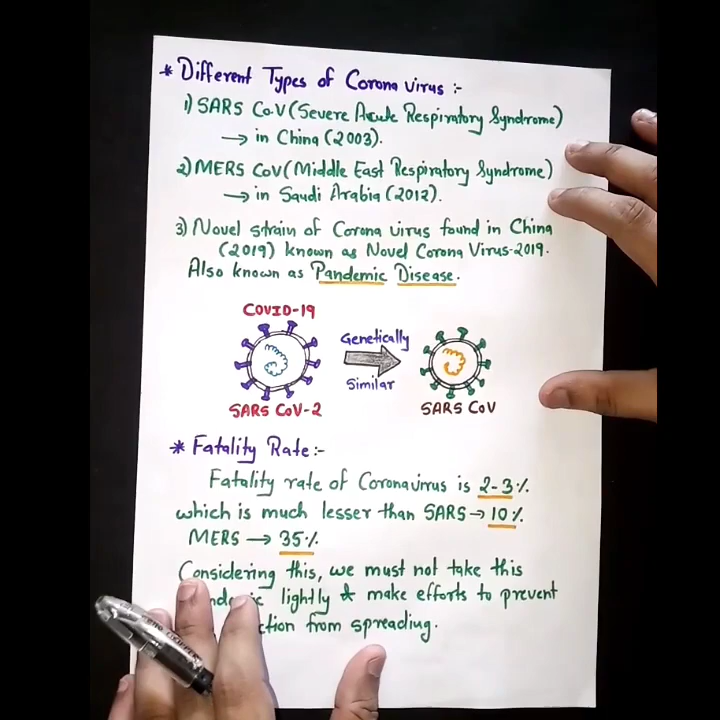 * Different Types of Corona virus :-
1) SARS CoV (Severe Acute Respiratory Syndrome)
→ in China (2003).
2) MERS CoV (Middle East Respiratory Syndrome)
→ in Saudi Arabia (2012).
3) Novel strain of Corona virus found in China
(2019) known as Novel Corona Virus-2019.
Also known as Pandemic Disease.
COVID-19
Genetically
Similar
SARS CoV-2
SARS CoV
* Fatality Rate:-
Fatality rate of Coronavirus is 2-3%
which is much lesser than SARS → 10%
MERS → 35%
Considering this, we must not take this
lightly & make efforts to prevent
from spreading.